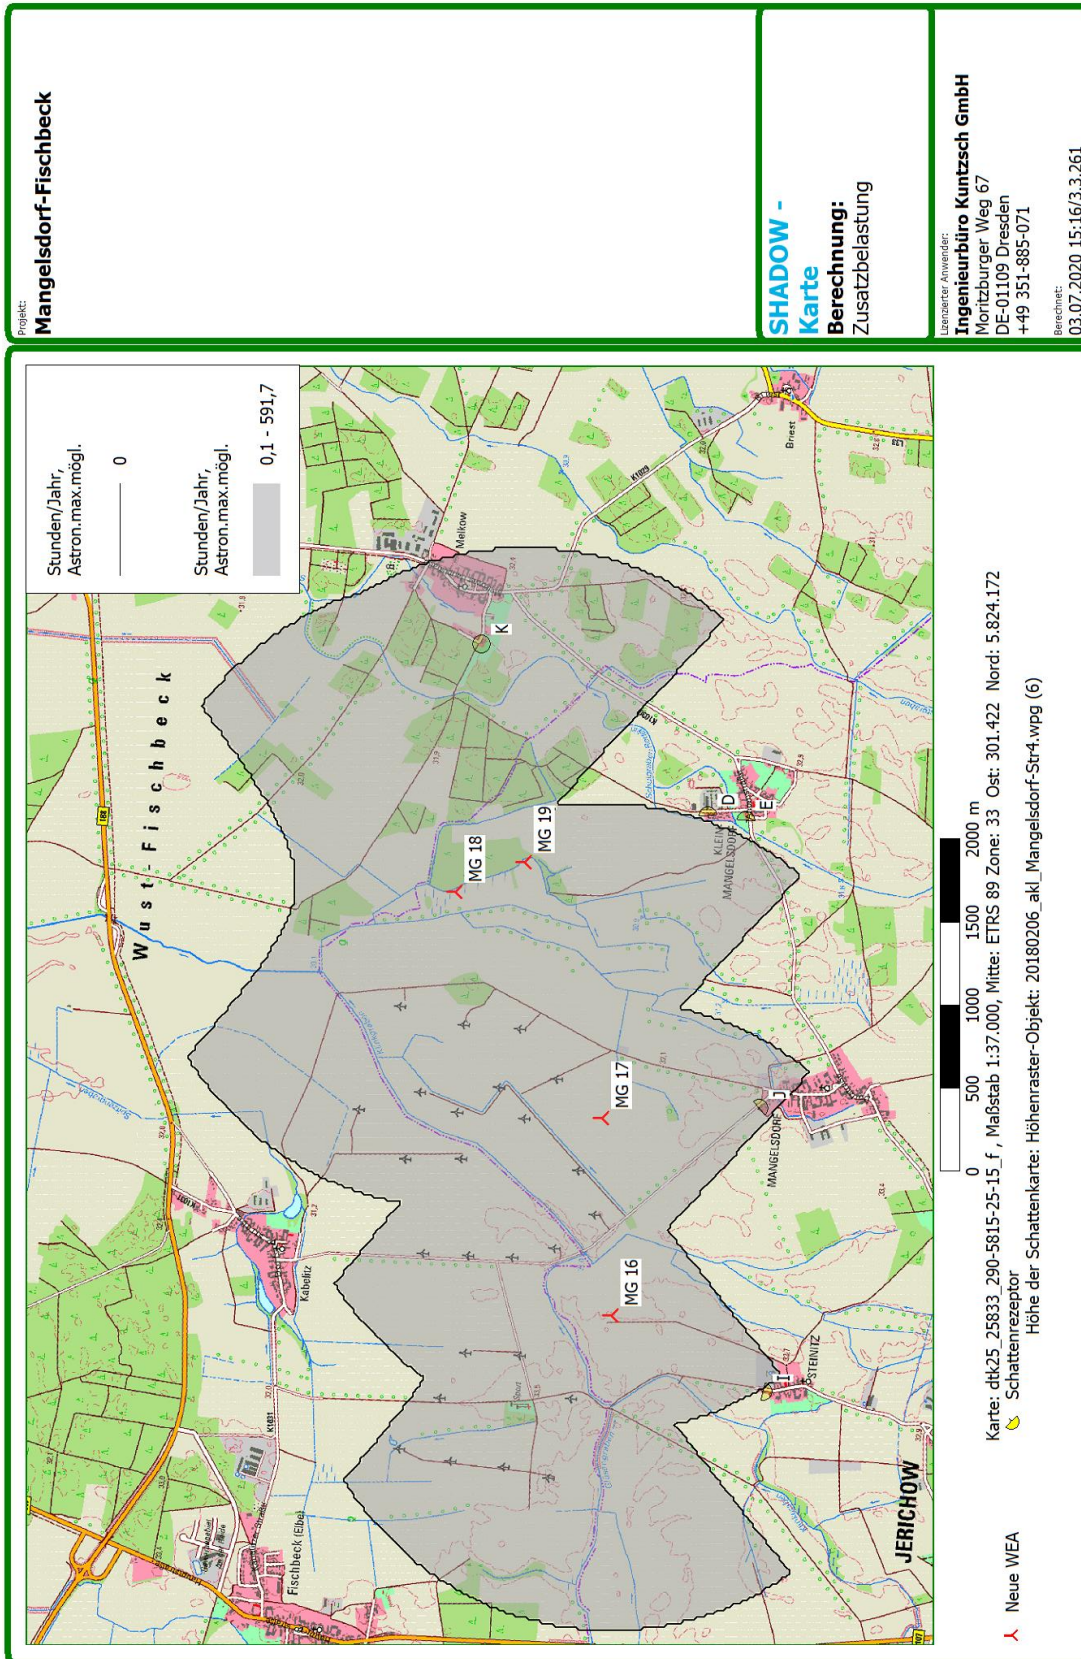 Projekt:
Mangelsdorf-Fischbeck
SHADOW -
Karte
Berechnung:
Zusatzbelastung
Lizenzierter Anwender:
Ingenieurbüro Kuntzsch GmbH
Moritzburger Weg 67
DE-01109 Dresden
+49 351-885-071
Berechnet:
03.07.2020 15:16/3.3.261
Stunden/Jahr,
Astron.max.mögl.
0
Stunden/Jahr,
Astron.max.mögl.
0,1 - 591,7
Wust-Fischbeck
188
Melkow
K
K1029
Briest
MG 18
MG 19
KLEIN
MANGELSDORF
D
E
MG 17
J
MANGELSDORF
Kabelitz
K1031
K1031
MG 16
I
STEINITZ
Fischbeck (Elbe)
JERICHOW
107
0 500 1000 1500 2000 m
Karte: dtk25_25833_290-5815-25-15_f , Maßstab 1:37.000, Mitte: ETRS 89 Zone: 33 Ost: 301.422 Nord: 5.824.172
Neue WEA
Schattenrezeptor
Höhe der Schattenkarte: Höhenraster-Objekt: 20180206_akl_Mangelsdorf-Str4.wpg (6)